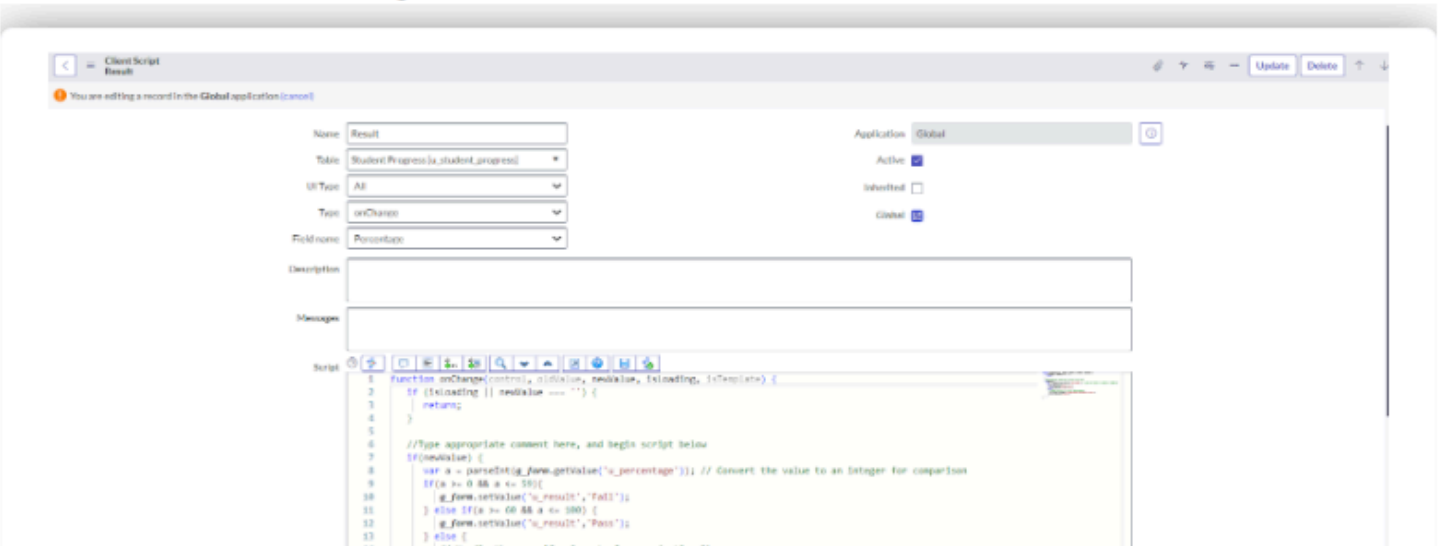 Client Script
Result
Update Delete
You are editing a record in the Global application (cancel)
Name Result
Application Global
Table Student Progress [u_student_progress]
Active
UI Type All
Inherited
Type onChange
Global
Field name Percentage
Description
Messages
Script
1 function onChange(control, oldValue, newValue, isLoading, isTemplate) {
2 if (isLoading || newValue === '') {
3 return;
4 }
5
6 //Type appropriate comment here, and begin script below
7 if(newValue) {
8 var a = parseInt(g_form.getValue('u_percentage')); // Convert the value to an integer for comparison
9 if(a >= 0 && a <= 59){
10 g_form.setValue('u_result','Fail');
11 } else if(a >= 60 && a <= 100) {
12 g_form.setValue('u_result','Pass');
13 } else {